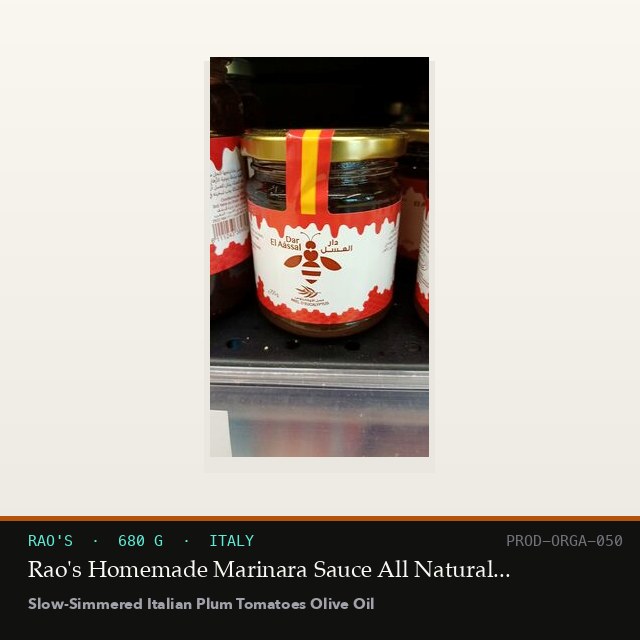 Dar
El Aâssal
دار
العسل
RAO'S · 680 G · ITALY
PROD-ORGA-050
Rao's Homemade Marinara Sauce All Natural...
Slow-Simmered Italian Plum Tomatoes Olive Oil